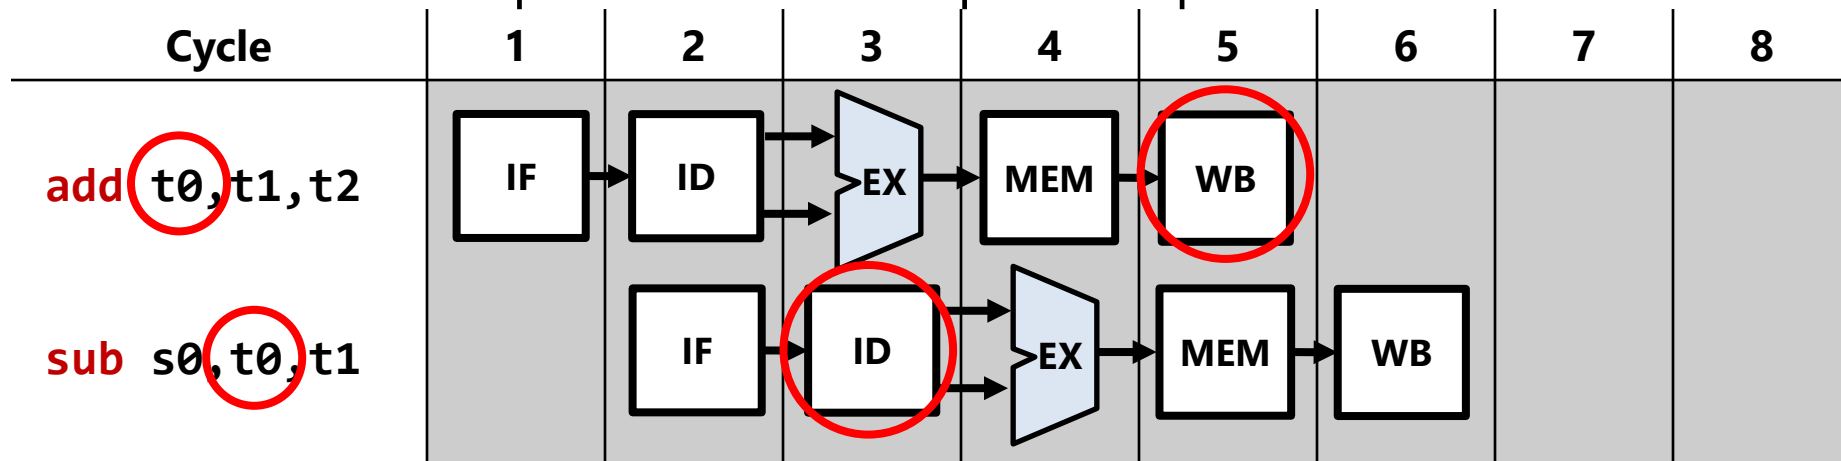 Cycle 1 2 3 4 5 6 7 8
add t0,t1,t2 IF ID EX MEM WB
sub s0,t0,t1 IF ID EX MEM WB